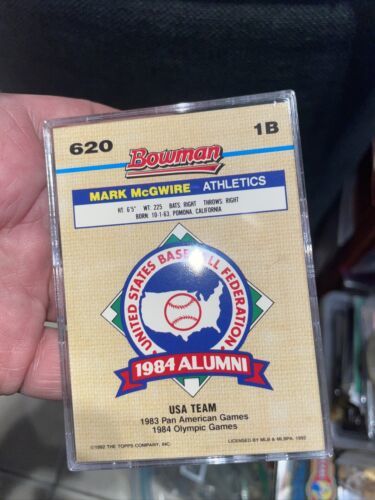 620
1B
Bowman
MARK McGWIRE - ATHLETICS
HT: 6'5" WT: 225 BATS: RIGHT THROWS: RIGHT
BORN: 10-1-63, POMONA, CALIFORNIA
UNITED STATES BASEBALL FEDERATION
1984 ALUMNI
USA TEAM
1983 Pan American Games
1984 Olympic Games
©1992 THE TOPPS COMPANY, INC.
LICENSED BY MLB & MLBPA, 1992